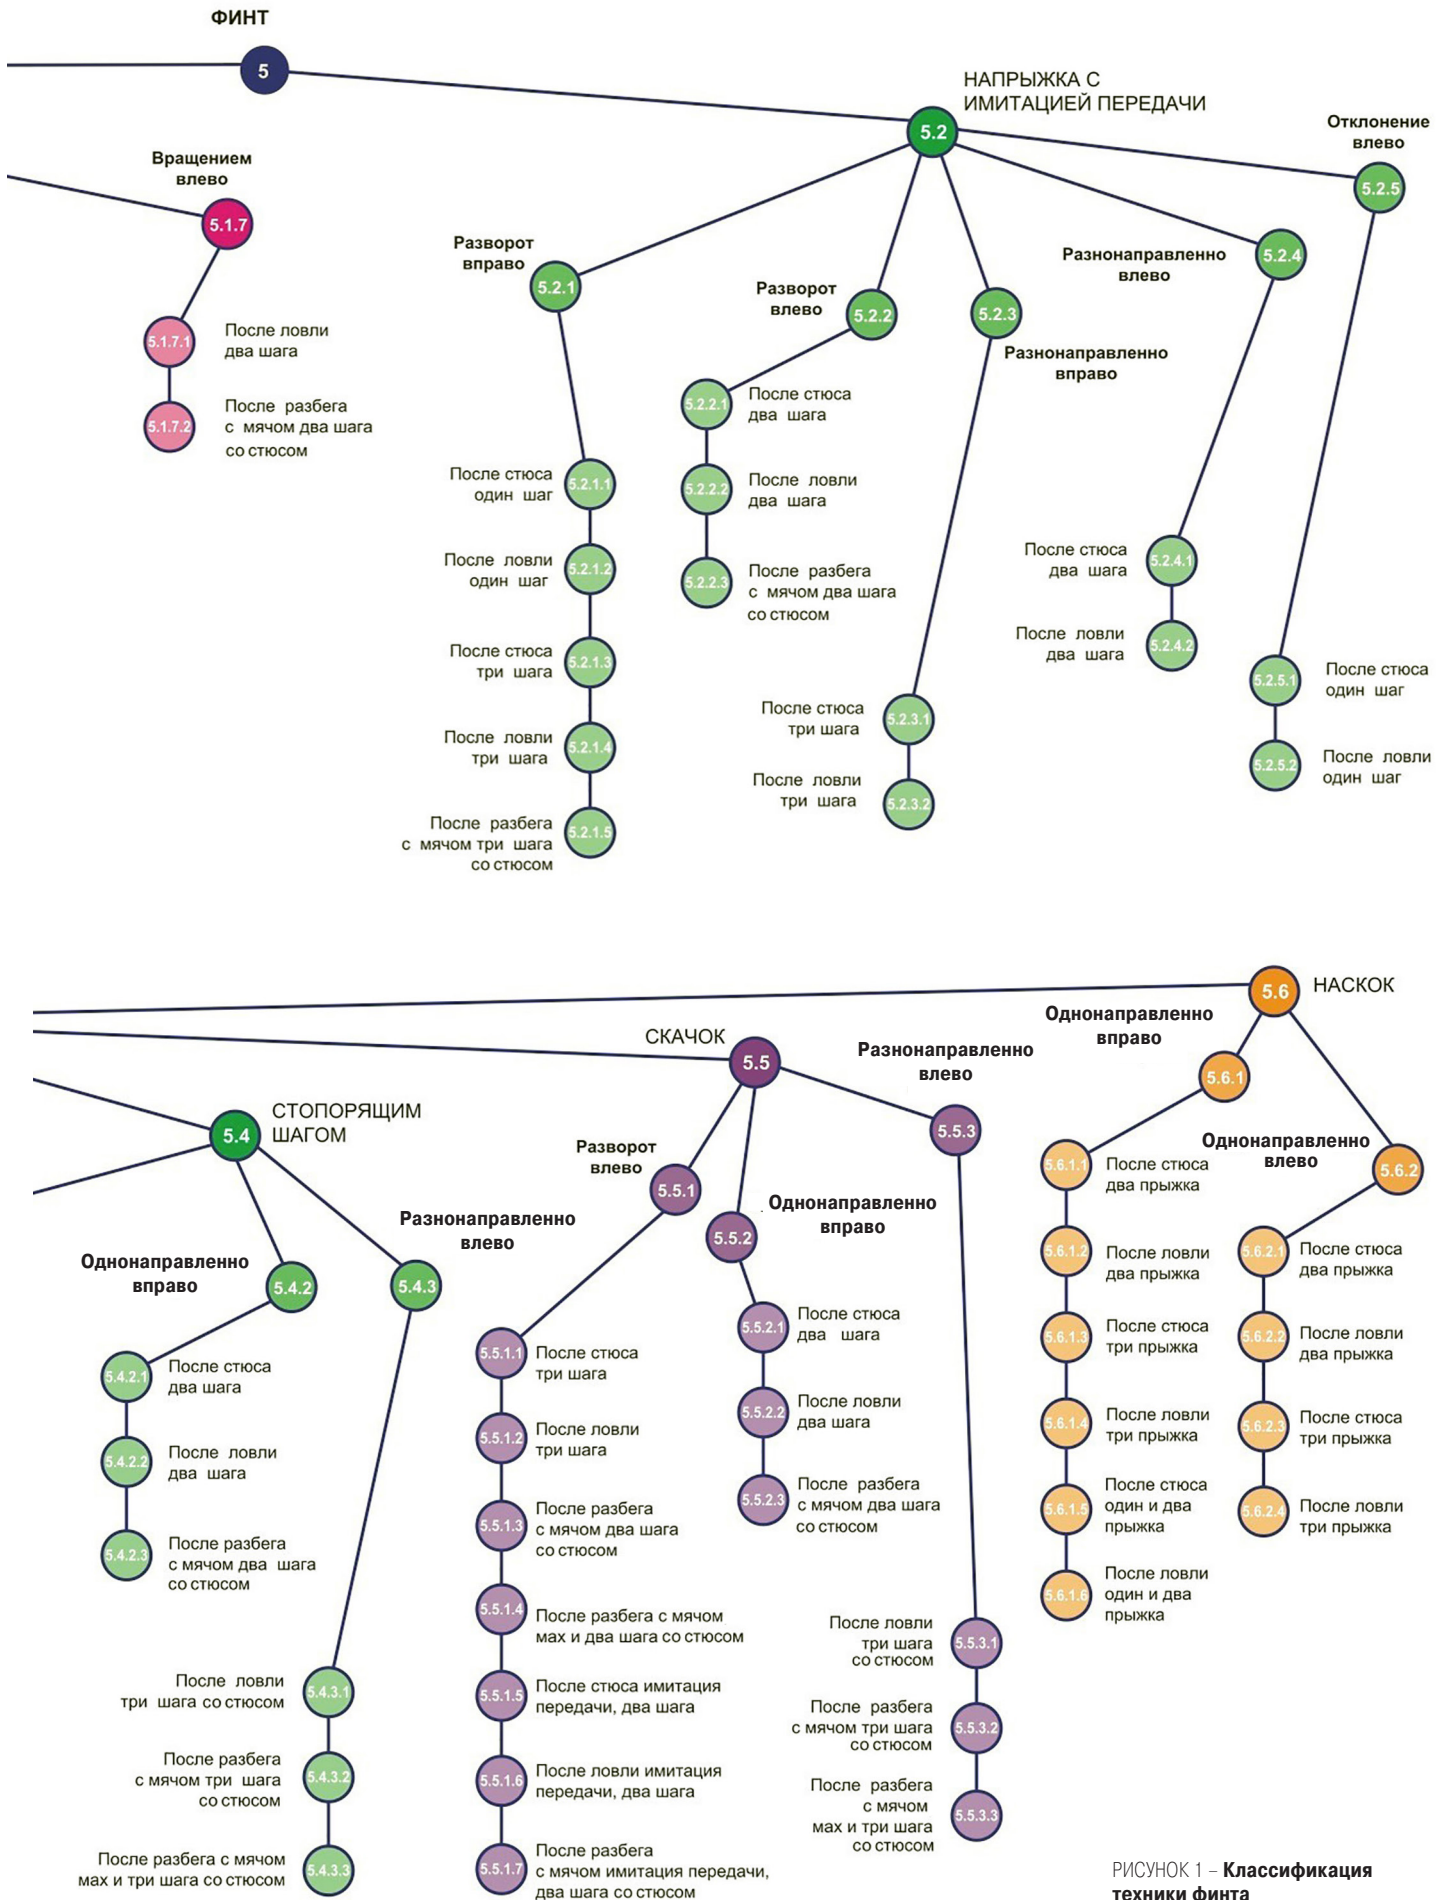 ФИНТ
5
НАПРЫЖКА С
ИМИТАЦИЕЙ ПЕРЕДАЧИ
5.2
Отклонение
влево
5.2.5
Вращением
влево
5.1.7
Разворот
вправо
5.2.1
Разворот
влево
5.2.2
5.2.3
Разнонаправленно
вправо
Разнонаправленно
влево
5.2.4
5.1.7.1
После ловли
два шага
5.1.7.2
После разбега
с мячом два шага
со стюсом
После стюса
один шаг
5.2.1.1
После ловли
один шаг
5.2.1.2
После стюса
три шага
5.2.1.3
После ловли
три шага
5.2.1.4
После разбега
с мячом три шага
со стюсом
5.2.1.5
5.2.2.1
После стюса
два шага
5.2.2.2
После ловли
два шага
5.2.2.3
После разбега
с мячом два шага
со стюсом
После стюса
три шага
5.2.3.1
После ловли
три шага
5.2.3.2
После стюса
два шага
5.2.4.1
После ловли
два шага
5.2.4.2
5.2.5.1
После стюса
один шаг
5.2.5.2
После ловли
один шаг
5.6
НАСКОК
СКАЧОК
5.5
Однонаправленно
вправо
5.6.1
Разнонаправленно
влево
5.5.3
5.4
СТОПОРЯЩИМ
ШАГОМ
Разворот
влево
5.5.1
Однонаправленно
вправо
5.5.2
Однонаправленно
влево
5.6.2
Однонаправленно
вправо
5.4.2
Разнонаправленно
влево
5.4.3
5.4.2.1
После стюса
два шага
5.4.2.2
После ловли
два шага
5.4.2.3
После разбега
с мячом два шага
со стюсом
После ловли
три шага со стюсом
5.4.3.1
После разбега
с мячом три шага
со стюсом
5.4.3.2
После разбега с мячом
мах и три шага со стюсом
5.4.3.3
5.5.1.1
После стюса
три шага
5.5.1.2
После ловли
три шага
5.5.1.3
После разбега
с мячом два шага
со стюсом
5.5.1.4
После разбега с мячом
мах и два шага со стюсом
5.5.1.5
После стюса имитация
передачи, два шага
5.5.1.6
После ловли имитация
передачи, два шага
5.5.1.7
После разбега
с мячом имитация передачи,
два шага со стюсом
5.5.2.1
После стюса
два шага
5.5.2.2
После ловли
два шага
5.5.2.3
После разбега
с мячом два шага
со стюсом
После ловли
три шага
со стюсом
5.5.3.1
После разбега
с мячом три шага
со стюсом
5.5.3.2
После разбега
с мячом
мах и три шага
со стюсом
5.5.3.3
5.6.1.1
После стюса
два прыжка
5.6.1.2
После ловли
два прыжка
5.6.1.3
После стюса
три прыжка
5.6.1.4
После ловли
три прыжка
5.6.1.5
После стюса
один и два
прыжка
5.6.1.6
После ловли
один и два
прыжка
5.6.2.1
После стюса
два прыжка
5.6.2.2
После ловли
два прыжка
5.6.2.3
После стюса
три прыжка
5.6.2.4
После ловли
три прыжка
РИСУНОК 1 – Классификация
техники финта